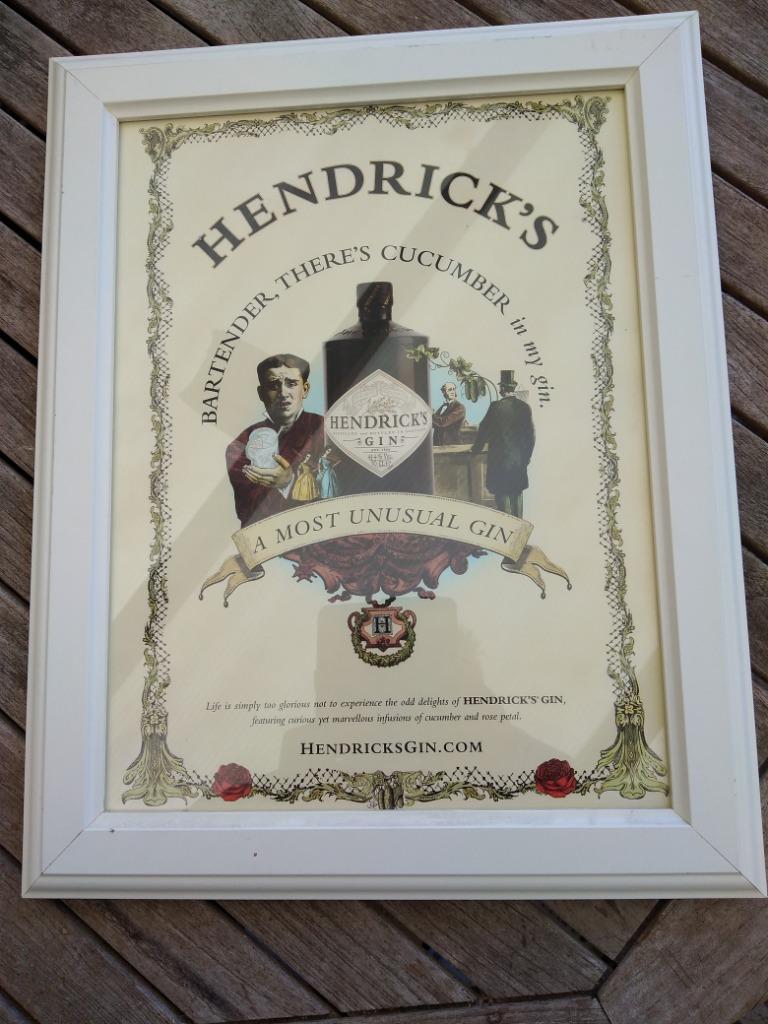 HENDRICK'S
BARTENDER, THERE'S CUCUMBER in my gin.
HENDRICK'S
GIN
A MOST UNUSUAL GIN
H
Life is simply too glorious not to experience the odd delights of HENDRICK'S GIN,
featuring curious yet marvellous infusions of cucumber and rose petal.
HENDRICKSGIN.COM